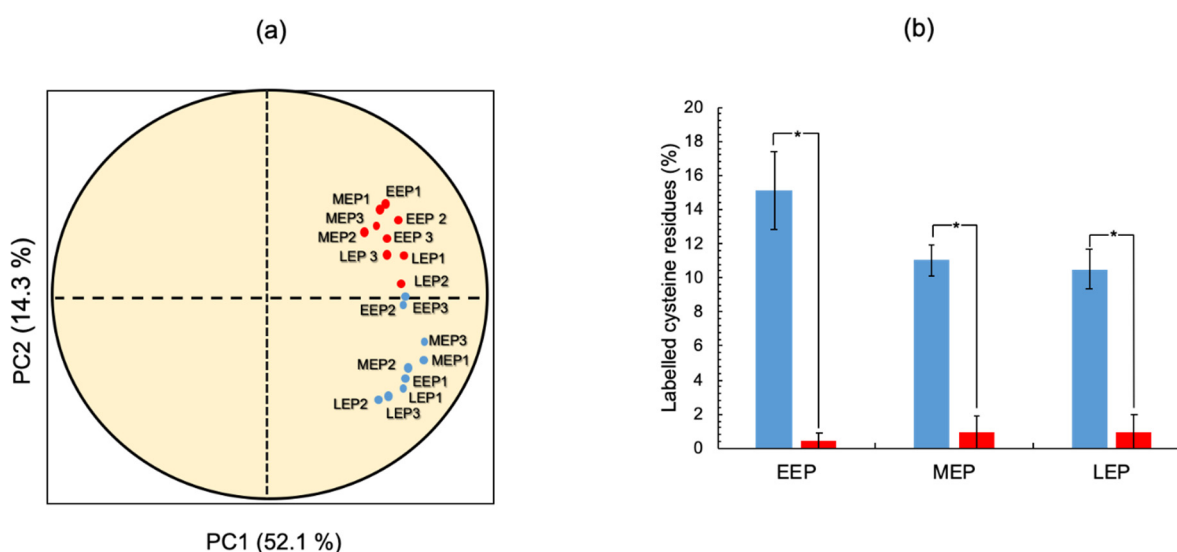 (a)
(b)
PC2 (14.3 %)
PC1 (52.1 %)
EEP1
MEP1
MEP3
EEP 2
MEP2
EEP 3
LEP 3
LEP1
LEP2
EEP2
EEP3
MEP3
MEP2
MEP1
EEP1
LEP1
LEP2
LEP3
Labelled cysteine residues (%)
20
18
16
14
12
10
8
6
4
2
0
*
*
*
EEP
MEP
LEP